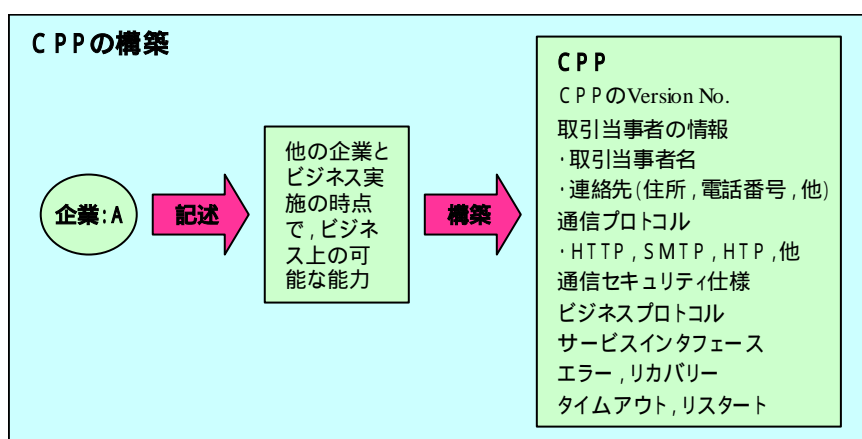 CPPの構築
企業:A
記述
他の企業と
ビジネス実
施の時点
で,ビジネ
ス上の可
能な能力
構築
CPP
CPPのVersion No.
取引当事者の情報
・取引当事者名
・連絡先(住所,電話番号,他)
通信プロトコル
・HTTP,SMTP,HTP,他
通信セキュリティ仕様
ビジネスプロトコル
サービスインタフェース
エラー,リカバリー
タイムアウト,リスタート